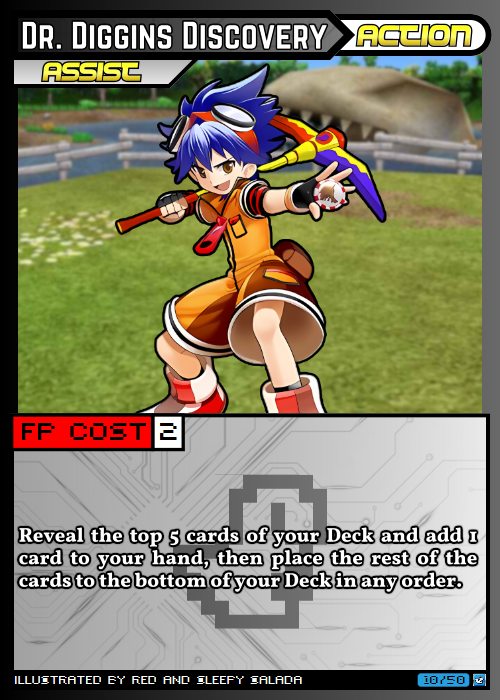 Dr. Diggins Discovery
ACTION
ASSIST
FP COST 2
Reveal the top 5 cards of your Deck and add 1
card to your hand, then place the rest of the
cards to the bottom of your Deck in any order.
ILLUSTRATED BY RED AND SLEEPY SALADA
10/50